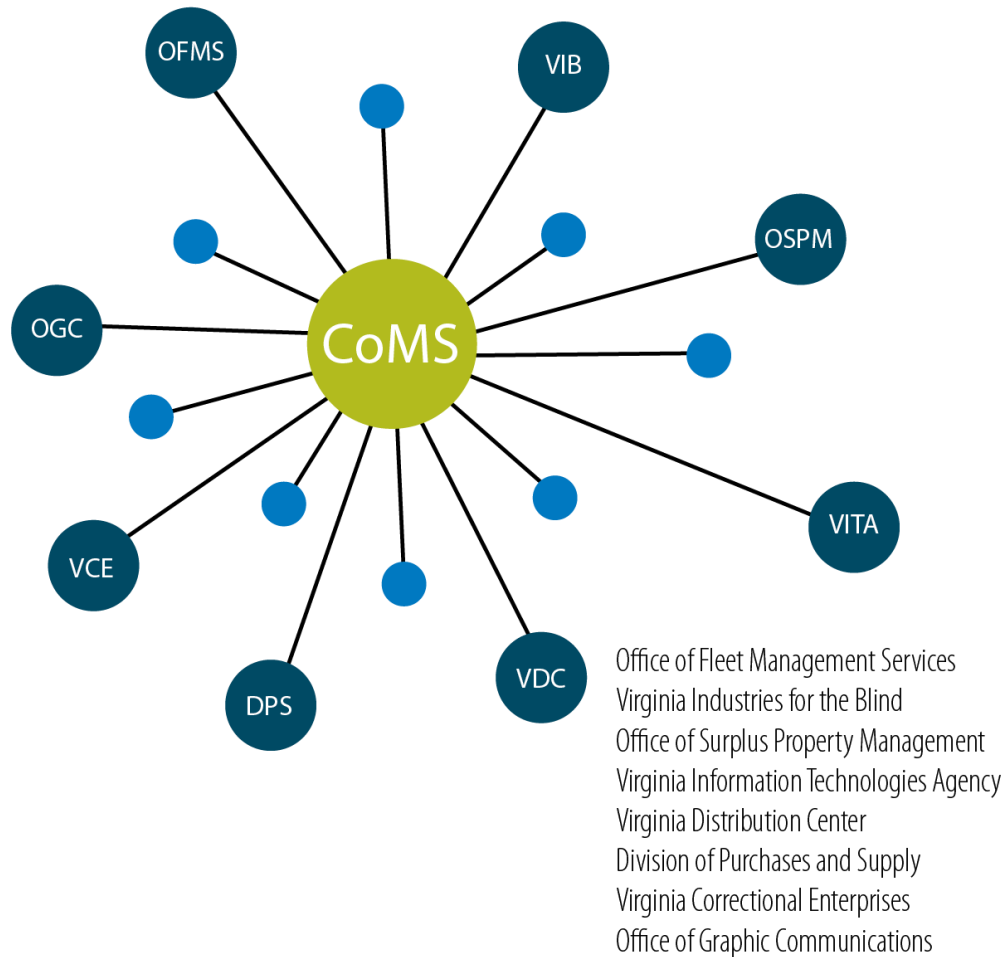 OFMS
VIB
OSPM
OGC
CoMS
VITA
VCE
VDC
DPS
Office of Fleet Management Services
Virginia Industries for the Blind
Office of Surplus Property Management
Virginia Information Technologies Agency
Virginia Distribution Center
Division of Purchases and Supply
Virginia Correctional Enterprises
Office of Graphic Communications